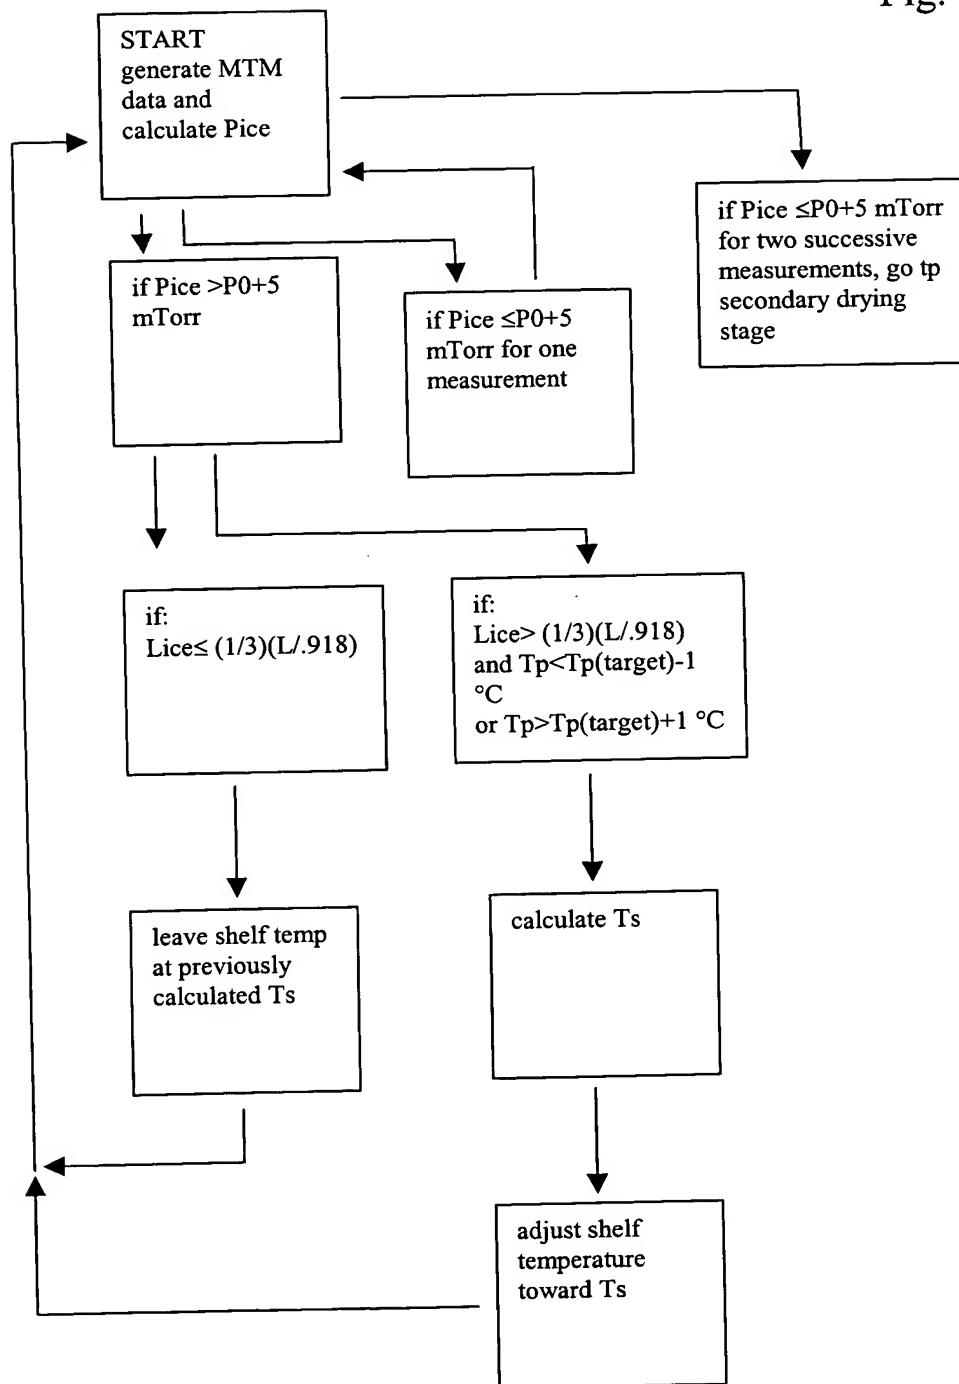 Fig.
START
generate MTM
data and
calculate Pice
if Pice ≤P0+5 mTorr
for two successive
measurements, go tp
secondary drying
stage
if Pice >P0+5
mTorr
if Pice ≤P0+5
mTorr for one
measurement
if:
Lice≤ (1/3)(L/.918)
if:
Lice> (1/3)(L/.918)
and Tp<Tp(target)-1
°C
or Tp>Tp(target)+1 °C
leave shelf temp
at previously
calculated Ts
calculate Ts
adjust shelf
temperature
toward Ts